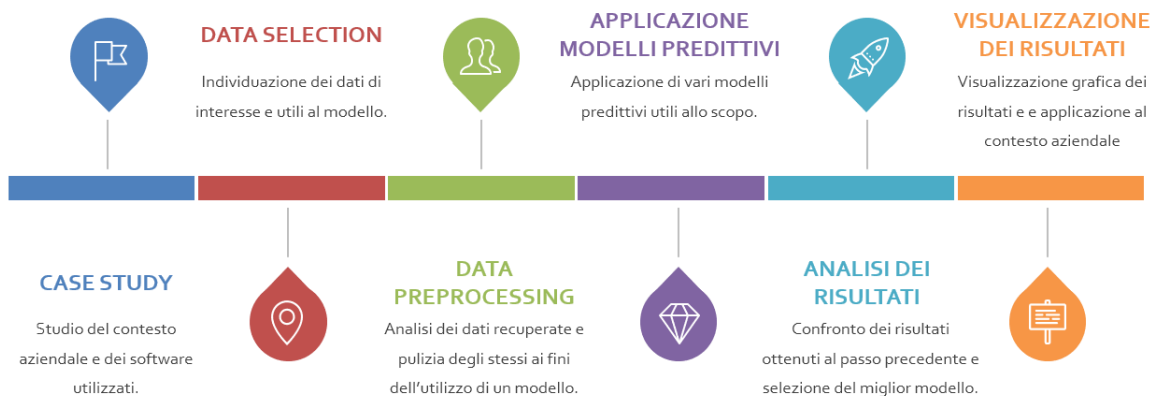 CASE STUDY
Studio del contesto
aziendale e dei software
utilizzati.
DATA SELECTION
Individuazione dei dati di
interesse e utili al modello.
DATA
PREPROCESSING
Analisi dei dati recuperate e
pulizia degli stessi ai fini
dell’utilizzo di un modello.
APPLICAZIONE
MODELLI PREDITTIVI
Applicazione di vari modelli
predittivi utili allo scopo.
ANALISI DEI
RISULTATI
Confronto dei risultati
ottenuti al passo precedente e
selezione del miglior modello.
VISUALIZZAZIONE
DEI RISULTATI
Visualizzazione grafica dei
risultati e e applicazione al
contesto aziendale